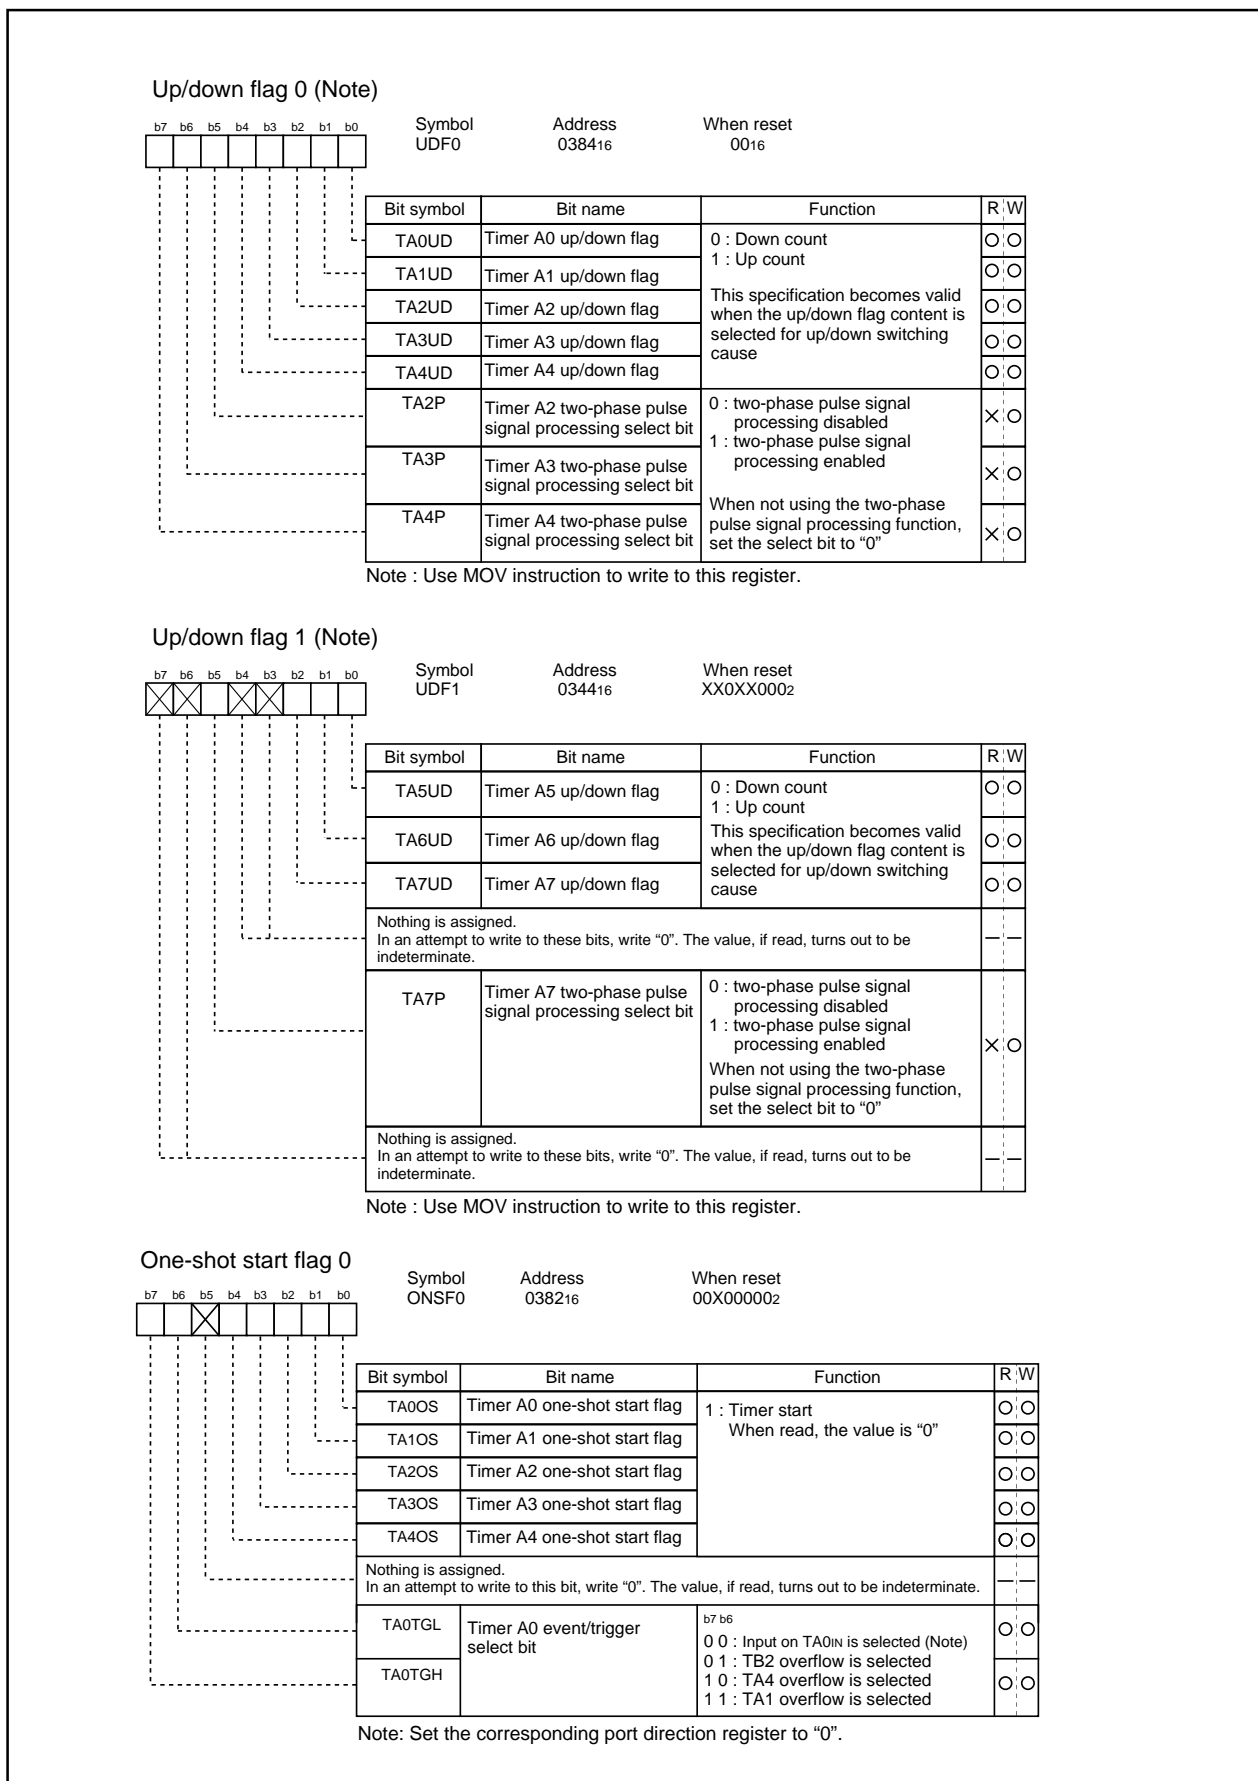 Up/down flag 0 (Note)
b7 b6 b5 b4 b3 b2 b1 b0
Symbol Address When reset
UDF0 038416 0016
Bit symbol Bit name Function R W
TA0UD Timer A0 up/down flag 0 : Down count
1 : Up count
TA1UD Timer A1 up/down flag
This specification becomes valid
when the up/down flag content is
selected for up/down switching
cause
TA2UD Timer A2 up/down flag
TA3UD Timer A3 up/down flag
TA4UD Timer A4 up/down flag
TA2P Timer A2 two-phase pulse
signal processing select bit
0 : two-phase pulse signal
processing disabled
1 : two-phase pulse signal
processing enabled
TA3P Timer A3 two-phase pulse
signal processing select bit
When not using the two-phase
pulse signal processing function,
set the select bit to “0”
TA4P Timer A4 two-phase pulse
signal processing select bit
Note : Use MOV instruction to write to this register.
Up/down flag 1 (Note)
b7 b6 b5 b4 b3 b2 b1 b0
Symbol Address When reset
UDF1 034416 XX0XX0002
Bit symbol Bit name Function R W
TA5UD Timer A5 up/down flag 0 : Down count
1 : Up count
This specification becomes valid
when the up/down flag content is
selected for up/down switching
cause
TA6UD Timer A6 up/down flag
TA7UD Timer A7 up/down flag
Nothing is assigned.
In an attempt to write to these bits, write “0”. The value, if read, turns out to be
indeterminate.
TA7P Timer A7 two-phase pulse
signal processing select bit
0 : two-phase pulse signal
processing disabled
1 : two-phase pulse signal
processing enabled
When not using the two-phase
pulse signal processing function,
set the select bit to “0”
Nothing is assigned.
In an attempt to write to these bits, write “0”. The value, if read, turns out to be
indeterminate.
Note : Use MOV instruction to write to this register.
One-shot start flag 0
b7 b6 b5 b4 b3 b2 b1 b0
Symbol Address When reset
ONSF0 038216 00X000002
Bit symbol Bit name Function R W
TA0OS Timer A0 one-shot start flag 1 : Timer start
When read, the value is “0”
TA1OS Timer A1 one-shot start flag
TA2OS Timer A2 one-shot start flag
TA3OS Timer A3 one-shot start flag
TA4OS Timer A4 one-shot start flag
Nothing is assigned.
In an attempt to write to this bit, write “0”. The value, if read, turns out to be indeterminate.
TA0TGL Timer A0 event/trigger
select bit
b7 b6
0 0 : Input on TA0IN is selected (Note)
0 1 : TB2 overflow is selected
1 0 : TA4 overflow is selected
1 1 : TA1 overflow is selected
TA0TGH
Note: Set the corresponding port direction register to “0”.